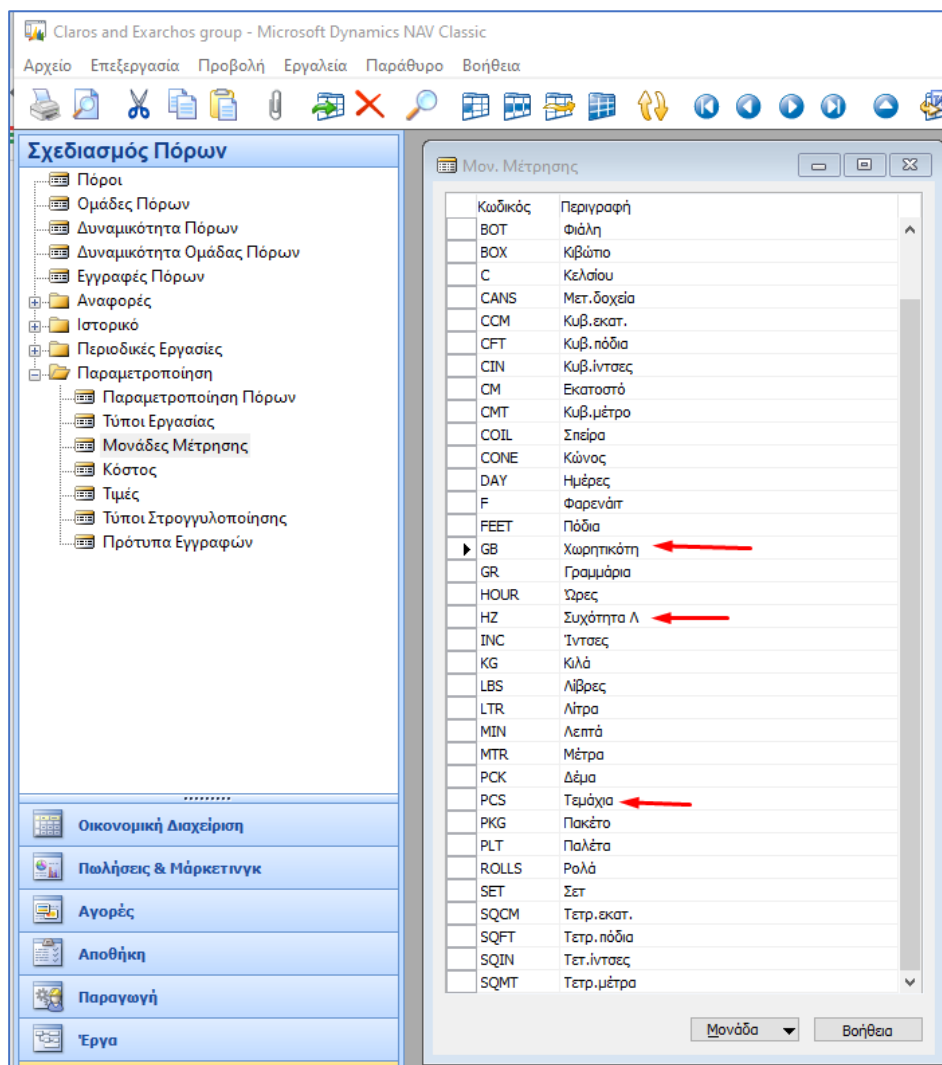 Claros and Exarchos group - Microsoft Dynamics NAV Classic
Αρχείο Επεξεργασία Προβολή Εργαλεία Παράθυρο Βοήθεια
Σχεδιασμός Πόρων
Πόροι
Ομάδες Πόρων
Δυναμικότητα Πόρων
Δυναμικότητα Ομάδας Πόρων
Εγγραφές Πόρων
Αναφορές
Ιστορικό
Περιοδικές Εργασίες
Παραμετροποίηση
Παραμετροποίηση Πόρων
Τύποι Εργασίας
Μονάδες Μέτρησης
Κόστος
Τιμές
Τύποι Στρογγυλοποίησης
Πρότυπα Εγγραφών
Οικονομική Διαχείριση
Πωλήσεις & Μάρκετινγκ
Αγορές
Αποθήκη
Παραγωγή
Έργα
Μον. Μέτρησης
Κωδικός Περιγραφή
BOT Φιάλη
BOX Κιβώτιο
C Κελσίου
CANS Μετ.δοχεία
CCM Κυβ.εκατ.
CFT Κυβ.πόδια
CIN Κυβ.ίντσες
CM Εκατοστό
CMT Κυβ.μέτρο
COIL Σπείρα
CONE Κώνος
DAY Ημέρες
F Φαρενάιτ
FEET Πόδια
GB Χωρητικότη
GR Γραμμάρια
HOUR Ώρες
HZ Συχότητα Λ
INC Ίντσες
KG Κιλά
LBS Λίβρες
LTR Λίτρα
MIN Λεπτά
MTR Μέτρα
PCK Δέμα
PCS Τεμάχια
PKG Πακέτο
PLT Παλέτα
ROLLS Ρολά
SET Σετ
SQCM Τετρ.εκατ.
SQFT Τετρ.πόδια
SQIN Τετ.ίντσες
SQMT Τετρ.μέτρα
Μονάδα Βοήθεια